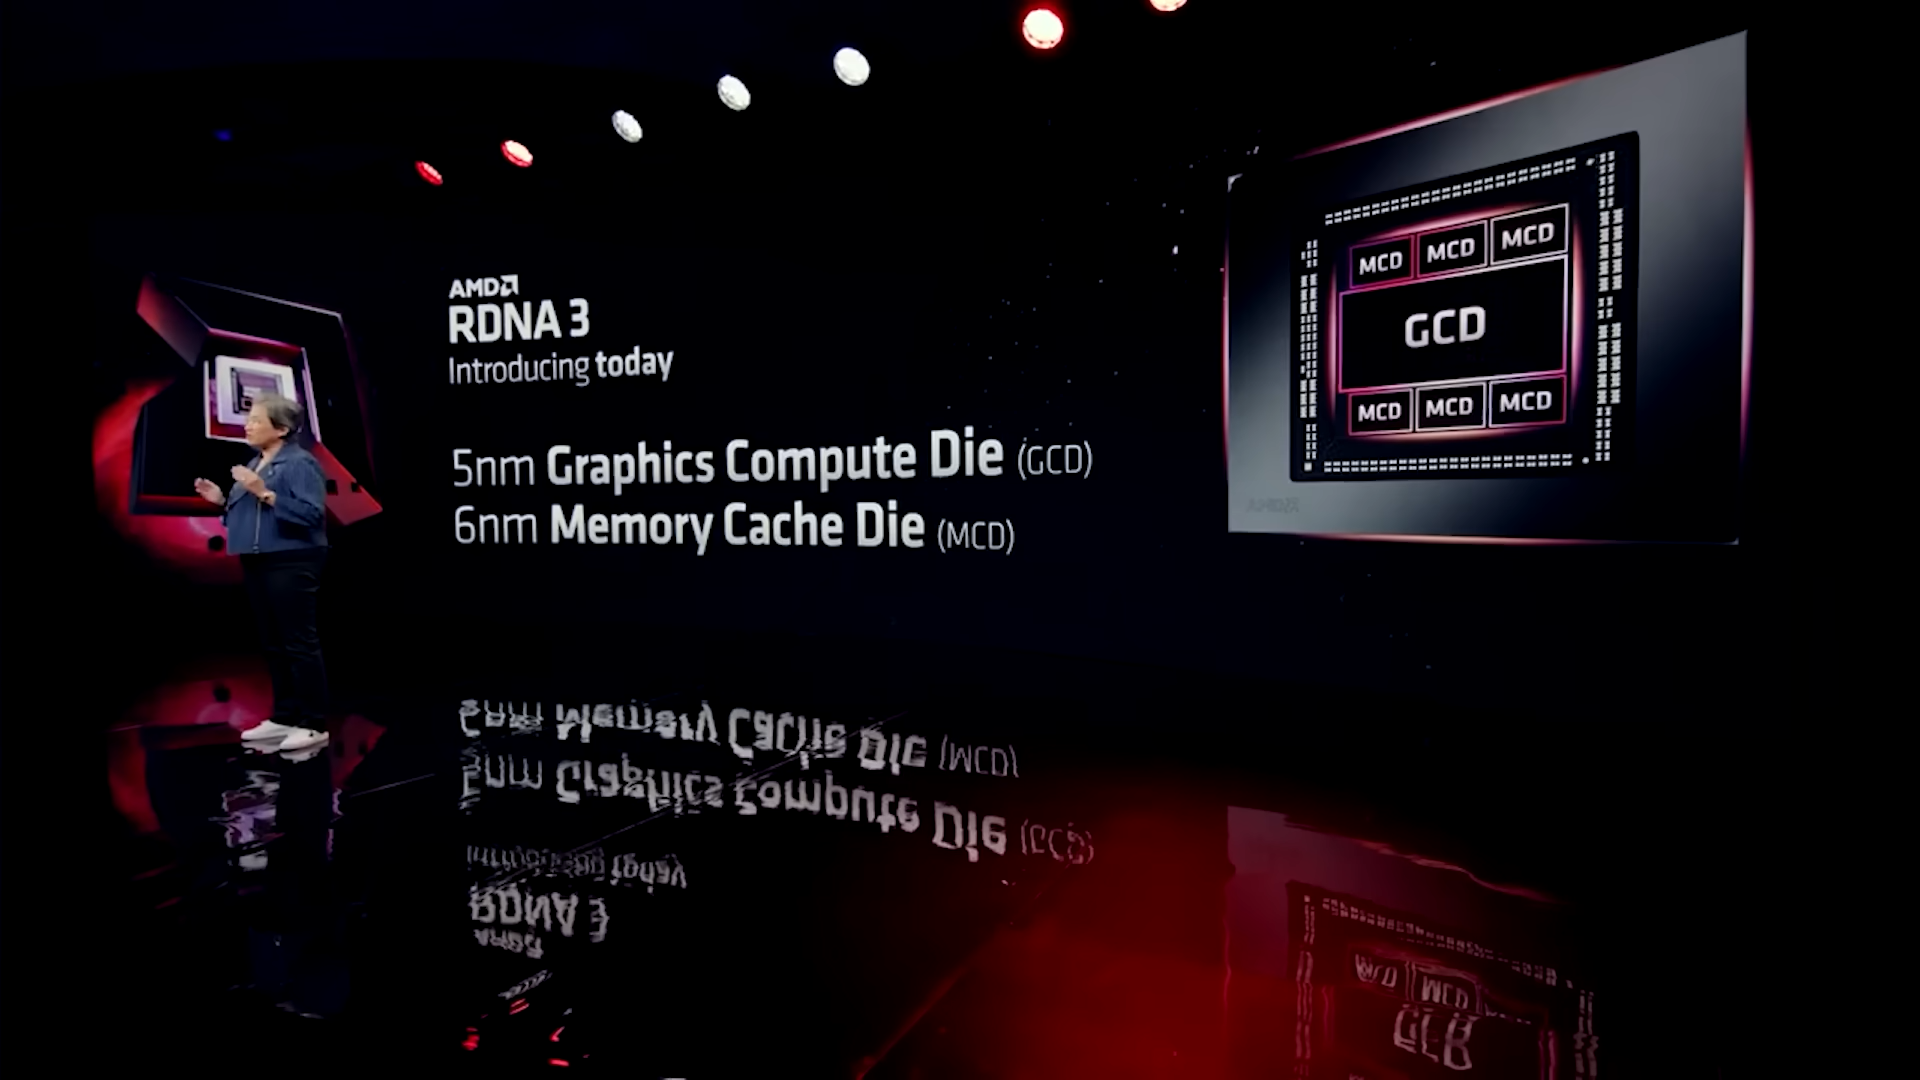 AMD
RDNA 3
Introducing today
5nm Graphics Compute Die (GCD)
6nm Memory Cache Die (MCD)
MCD MCD MCD
GCD
MCD MCD MCD
AMD